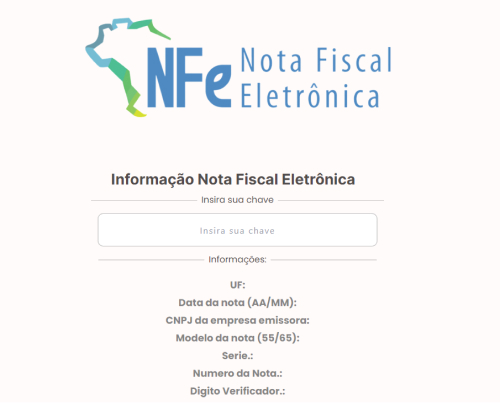 NFe Nota Fiscal
Eletrônica
Informação Nota Fiscal Eletrônica
Insira sua chave
Insira sua chave
Informações:
UF:
Data da nota (AA/MM):
CNPJ da empresa emissora:
Modelo da nota (55/65):
Serie.:
Numero da Nota.:
Digito Verificador.: